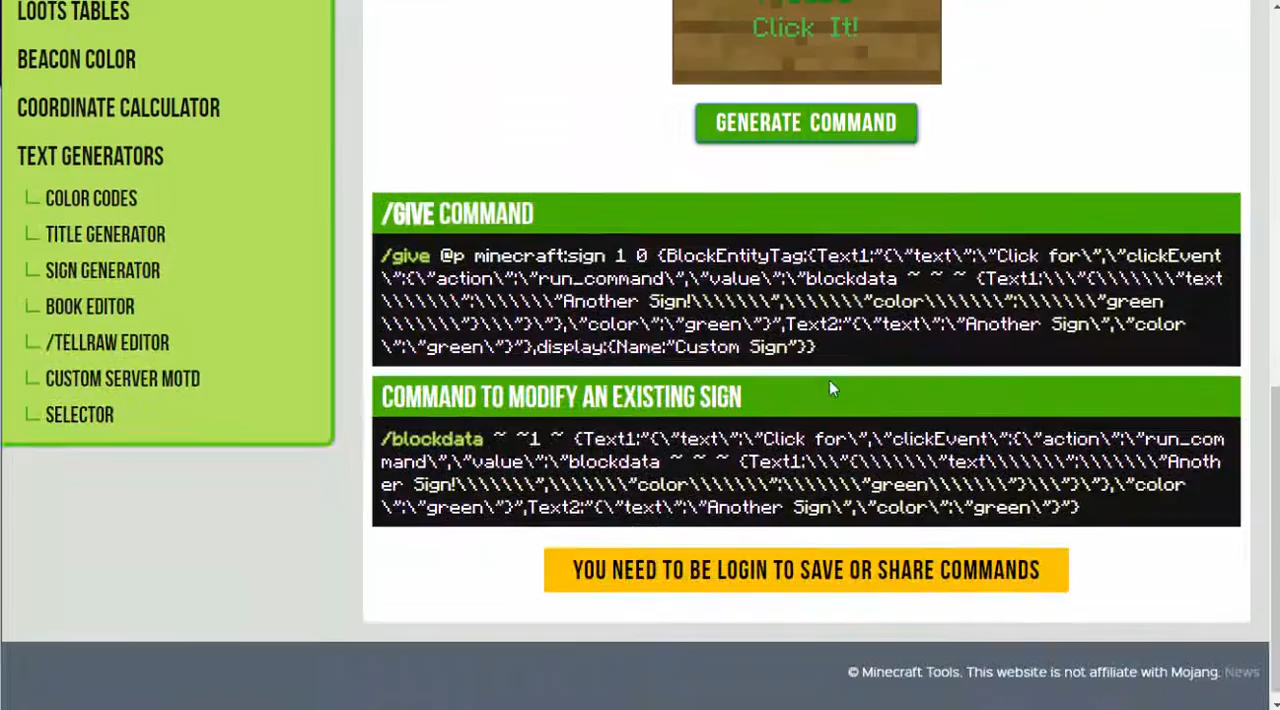 LOOTS TABLES
BEACON COLOR
COORDINATE CALCULATOR
TEXT GENERATORS
COLOR CODES
TITLE GENERATOR
SIGN GENERATOR
BOOK EDITOR
/TELLRAW EDITOR
CUSTOM SERVER MOTD
SELECTOR
Click It!
GENERATE COMMAND
/GIVE COMMAND
/give @p minecraft:sign 1 0 {BlockEntityTag:{Text1:"{\"text\":\"Click for\",\"clickEvent
\":{\"action\":\"run_command\",\"value\":\"blockdata ~ ~ ~ {Text1:\\\"{\\\\\\\"text
\\\\\\\":\\\\\\\"Another Sign!\\\\\\\",\\\\\\\"color\\\\\\\":\\\\\\\"green
\\\\\\\"}\\\"}\"},\"color\":\"green\"}",Text2:"{\"text\":\"Another Sign\",\"color
\":\"green\"}"},display:{Name:"Custom Sign"}}
COMMAND TO MODIFY AN EXISTING SIGN
/blockdata ~ ~1 ~ {Text1:"{\"text\":\"Click for\",\"clickEvent\":{\"action\":\"run_com
mand\",\"value\":\"blockdata ~ ~ ~ {Text1:\\\"{\\\\\\\"text\\\\\\\":\\\\\\\"Anoth
er Sign!\\\\\\\",\\\\\\\"color\\\\\\\":\\\\\\\"green\\\\\\\"}\\\"}\"},\"color
\":\"green\"}",Text2:"{\"text\":\"Another Sign\",\"color\":\"green\"}"}
YOU NEED TO BE LOGIN TO SAVE OR SHARE COMMANDS
© Minecraft Tools. This website is not affiliate with Mojang. News